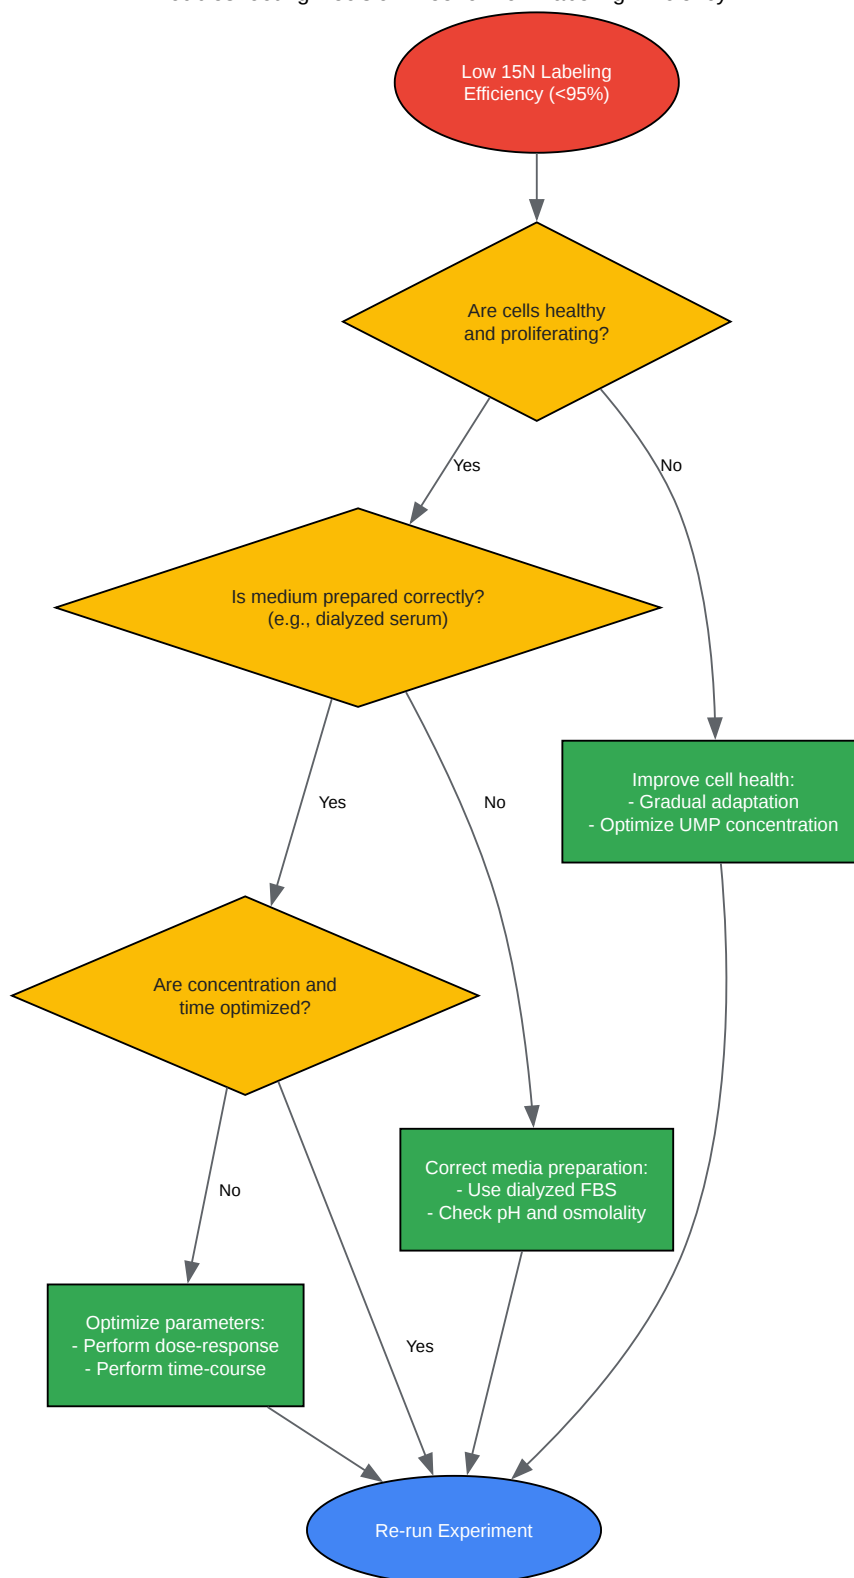 Low 15N Labeling
Efficiency (<95%)
Are cells healthy
and proliferating?
Yes
No
Is medium prepared correctly?
(e.g., dialyzed serum)
Improve cell health:
- Gradual adaptation
- Optimize UMP concentration
Yes
No
Are concentration and
time optimized?
Correct media preparation:
- Use dialyzed FBS
- Check pH and osmolality
No
Optimize parameters:
- Perform dose-response
- Perform time-course
Yes
Re-run Experiment